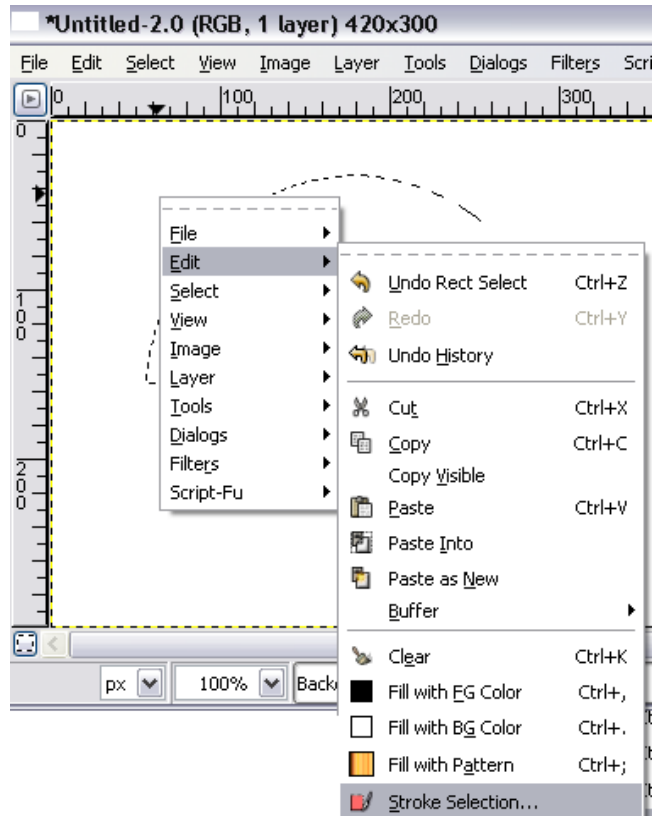 *Untitled-2.0 (RGB, 1 layer) 420x300
File Edit Select View Image Layer Tools Dialogs Filters Scri
0 100 200 300
0
100
200
File
Edit
Select
View
Image
Layer
Tools
Dialogs
Filters
Script-Fu
Undo Rect Select Ctrl+Z
Redo Ctrl+Y
Undo History
Cut Ctrl+X
Copy Ctrl+C
Copy Visible
Paste Ctrl+V
Paste Into
Paste as New
Buffer
Clear Ctrl+K
Fill with FG Color Ctrl+,
Fill with BG Color Ctrl+.
Fill with Pattern Ctrl+;
Stroke Selection...
px 100% Back